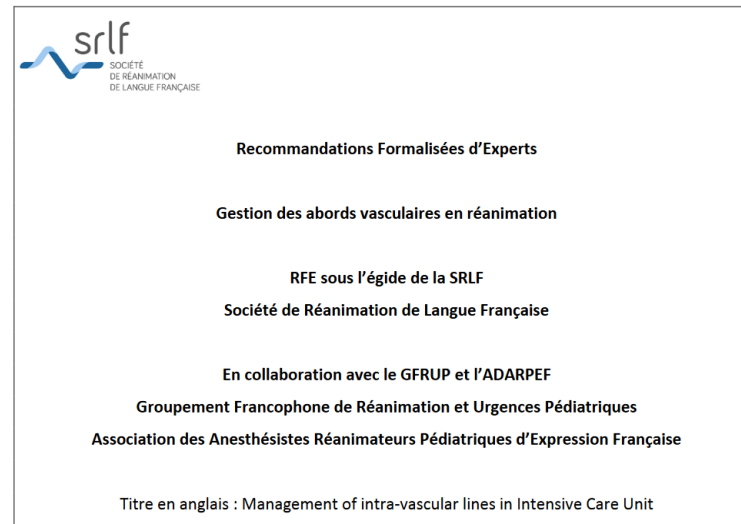 srlf
SOCIÉTÉ
DE RÉANIMATION
DE LANGUE FRANÇAISE
Recommandations Formalisées d’Experts
Gestion des abords vasculaires en réanimation
RFE sous l’égide de la SRLF
Société de Réanimation de Langue Française
En collaboration avec le GFRUP et l’ADARPEF
Groupement Francophone de Réanimation et Urgences Pédiatriques
Association des Anesthésistes Réanimateurs Pédiatriques d’Expression Française
Titre en anglais : Management of intra-vascular lines in Intensive Care Unit